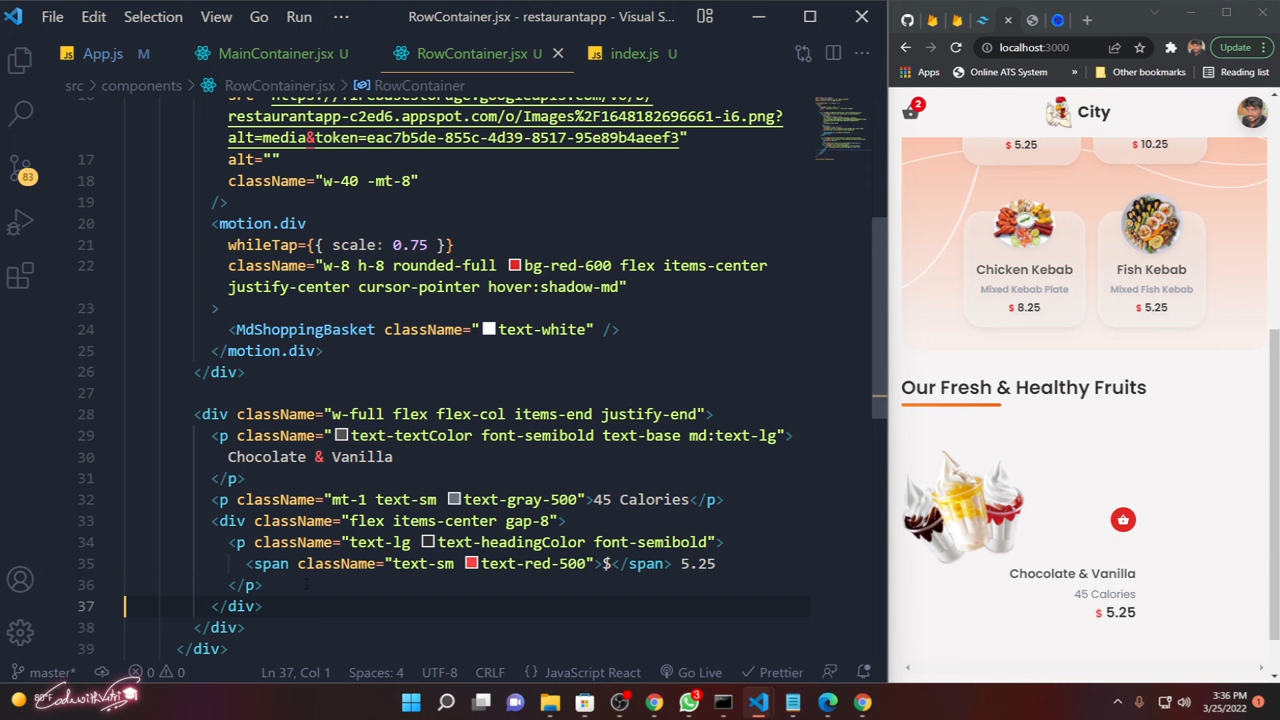 File Edit Selection View Go Run ··· RowContainer.jsx - restaurantapp - Visual S...
JS App.js M MainContainer.jsx U RowContainer.jsx U JS index.js U
src > components > RowContainer.jsx > RowContainer
restaurantapp-c2ed6.appspot.com/o/Images%2F1648182696661-i6.png?
17 alt=""
18 className="w-40 -mt-8"
19 />
20 <motion.div
21 whileTap={{ scale: 0.75 }}
22 className="w-8 h-8 rounded-full bg-red-600 flex items-center
justify-center cursor-pointer hover:shadow-md"
23 >
24 <MdShoppingBasket className="text-white" />
25 </motion.div>
26 </div>
27
28 <div className="w-full flex flex-col items-end justify-end">
29 <p className="text-textColor font-semibold text-base md:text-lg">
30 Chocolate & Vanilla
31 </p>
32 <p className="mt-1 text-sm text-gray-500">45 Calories</p>
33 <div className="flex items-center gap-8">
34 <p className="text-lg text-headingColor font-semibold">
35 <span className="text-sm text-red-500">$</span> 5.25
36 </p>
37 </div>
38 </div>
39 </div>
83
master* 0 0 Ln 37, Col 1 Spaces: 4 UTF-8 CRLF {} JavaScript React Go Live Prettier
localhost:3000 Update
Apps Online ATS System » Other bookmarks Reading list
2 City
$ 5.25 $ 10.25
Chicken Kebab Fish Kebab
Mixed Kebab Plate Mixed Fish Kebab
$ 8.25 $ 5.25
Our Fresh & Healthy Fruits
Chocolate & Vanilla
45 Calories
$ 5.25
CodewithVetri
3
3:36 PM
3/25/2022